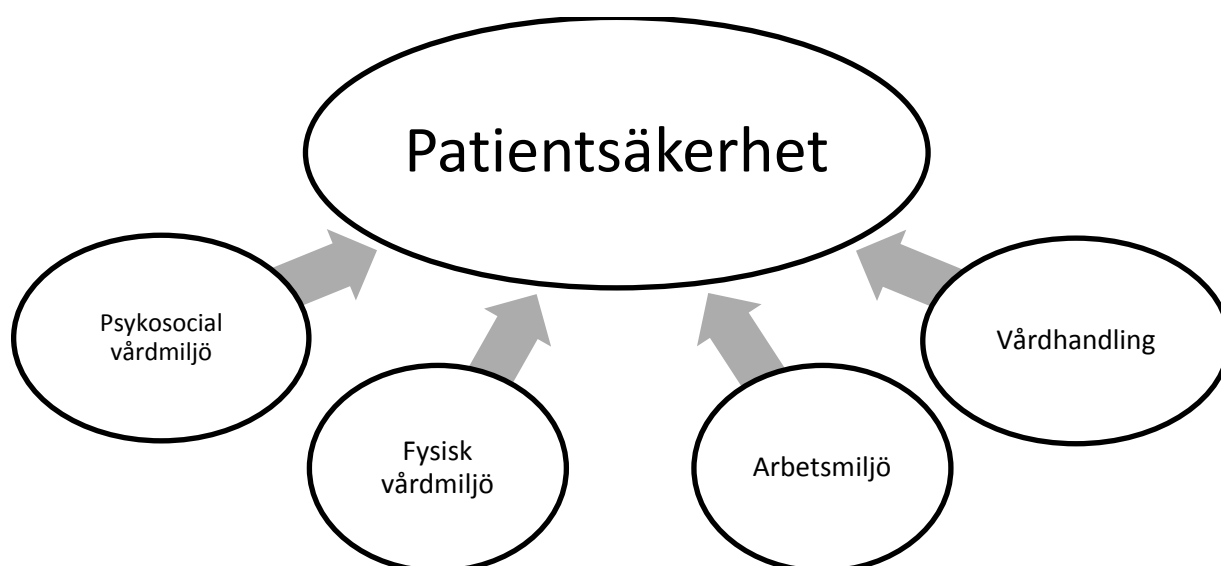 Patientsäkerhet
Psykosocial
vårdmiljö
Fysisk
vårdmiljö
Arbetsmiljö
Vårdhandling